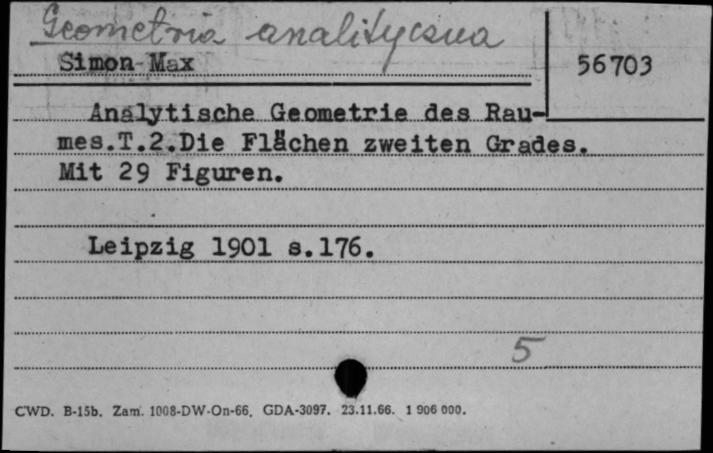 Geometria analityczna
Simon Max
56703
Analytische Geometrie des Rau-
mes.T.2.Die Flächen zweiten Grades.
Mit 29 Figuren.
Leipzig 1901 s.176.
5
CWD. B-15b. Zam. 1008-DW-On-66. GDA-3097. 23.11.66. 1 906 000.